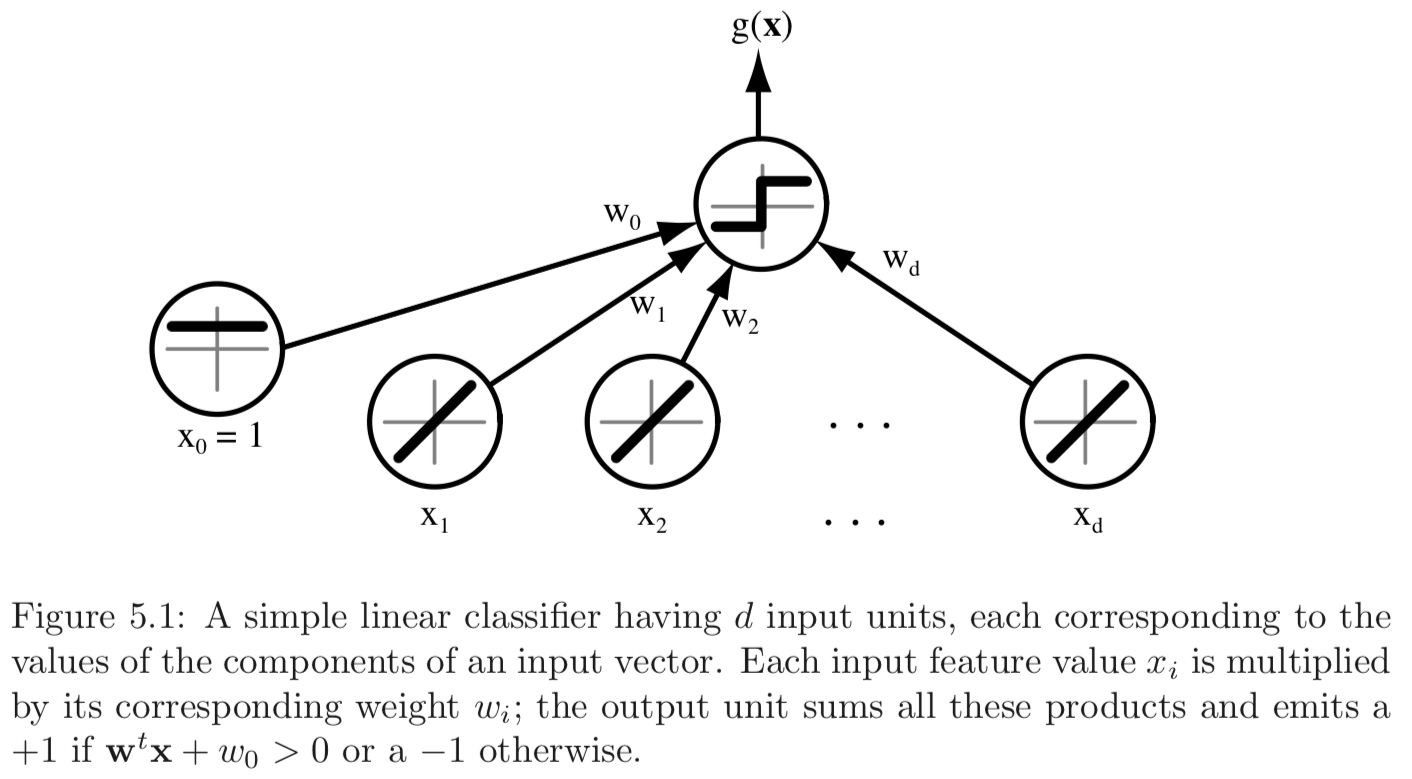 g(x)
w₀
w₁
w₂
w_d
x₀ = 1
. . .
x₁
x₂
. . .
x_d
Figure 5.1: A simple linear classifier having d input units, each corresponding to the
values of the components of an input vector. Each input feature value xᵢ is multiplied
by its corresponding weight wᵢ; the output unit sums all these products and emits a
+1 if wᵗx + w₀ > 0 or a −1 otherwise.